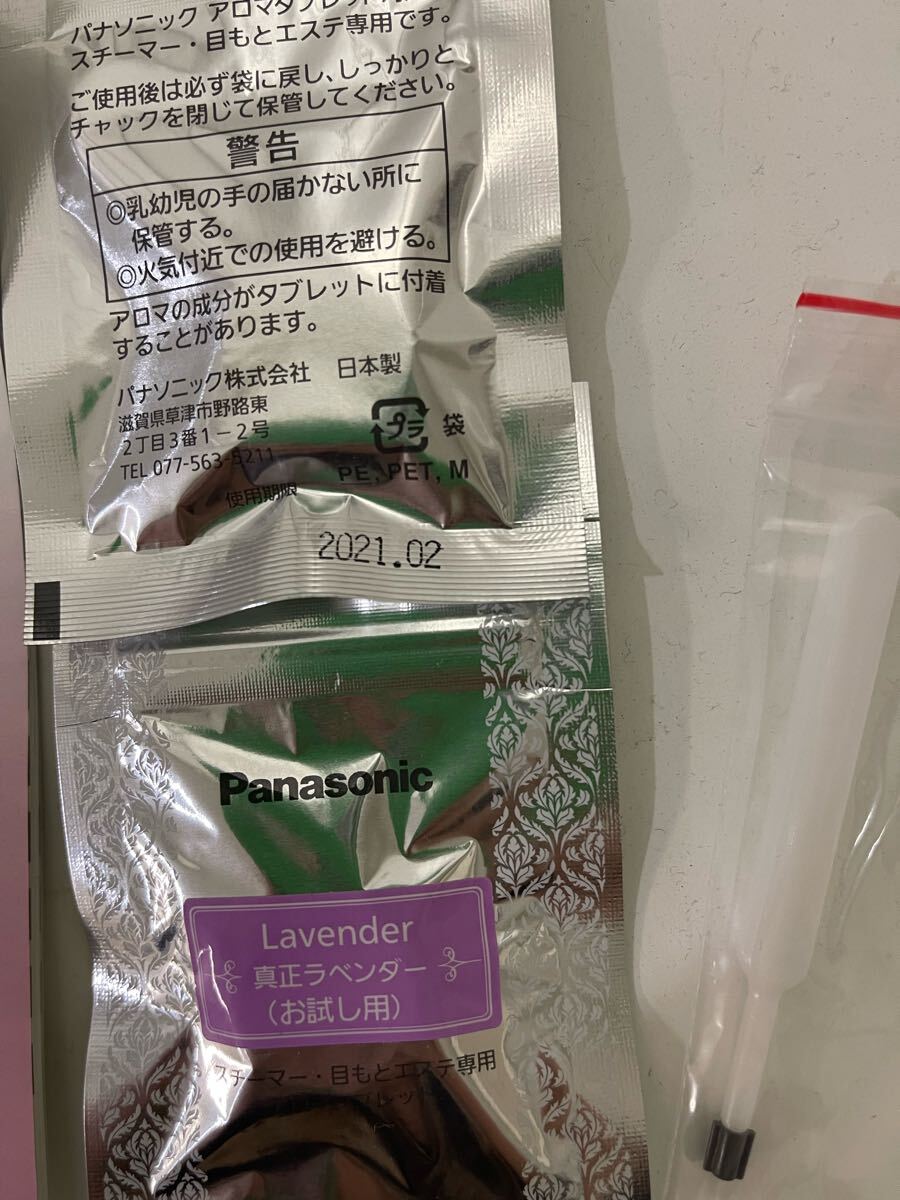 パナソニック アロマタブレット
スチーマー・目もとエステ専用です。
ご使用後は必ず袋に戻し、しっかりと
チャックを閉じて保管してください。
警告
◎乳幼児の手の届かない所に
保管する。
◎火気付近での使用を避ける。
アロマの成分がタブレットに付着
することがあります。
パナソニック株式会社 日本製
滋賀県草津市野路東
2丁目3番1-2号
TEL 077-563-5211
プラ 袋
PE, PET, M
使用期限
2021.02
Panasonic
Lavender
真正ラベンダー
(お試し用)
スチーマー・目もとエステ専用